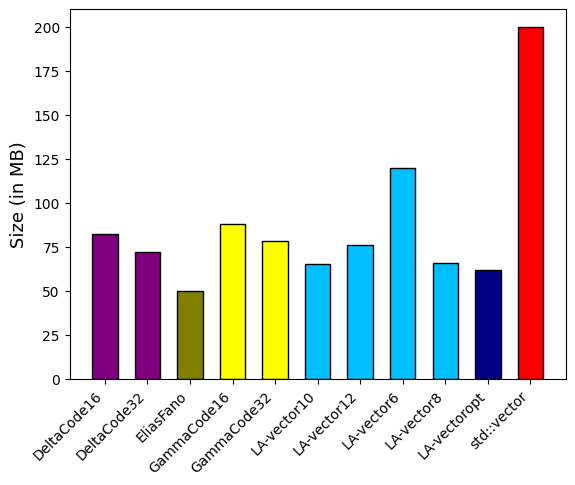 200
175
150
125
100
75
50
25
0
Size (in MB)
DeltaCode16
DeltaCode32
EliasFano
GammaCode16
GammaCode32
LA-vector10
LA-vector12
LA-vector6
LA-vector8
LA-vectoropt
std::vector